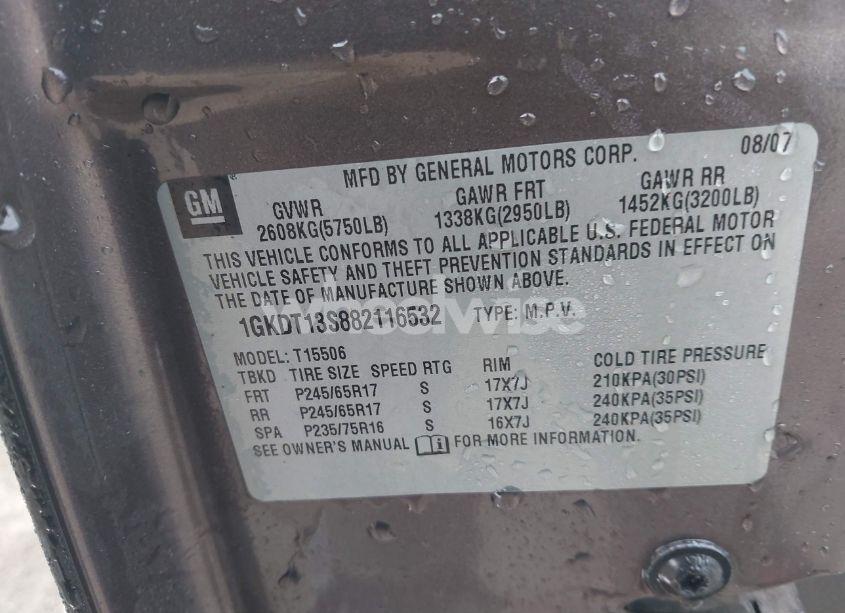 MFD BY GENERAL MOTORS CORP. 08/07
GM
GVWR GAWR FRT GAWR RR
2608KG(5750LB) 1338KG(2950LB) 1452KG(3200LB)
THIS VEHICLE CONFORMS TO ALL APPLICABLE U.S. FEDERAL MOTOR
VEHICLE SAFETY AND THEFT PREVENTION STANDARDS IN EFFECT ON
THE DATE OF MANUFACTURE SHOWN ABOVE.
1GKDT13S882116532 TYPE: M.P.V.
MODEL: T15506
TBKD TIRE SIZE SPEED RTG RIM COLD TIRE PRESSURE
FRT P245/65R17 S 17X7J 210KPA(30PSI)
RR P245/65R17 S 17X7J 240KPA(35PSI)
SPA P235/75R16 S 16X7J 240KPA(35PSI)
SEE OWNER'S MANUAL FOR MORE INFORMATION.